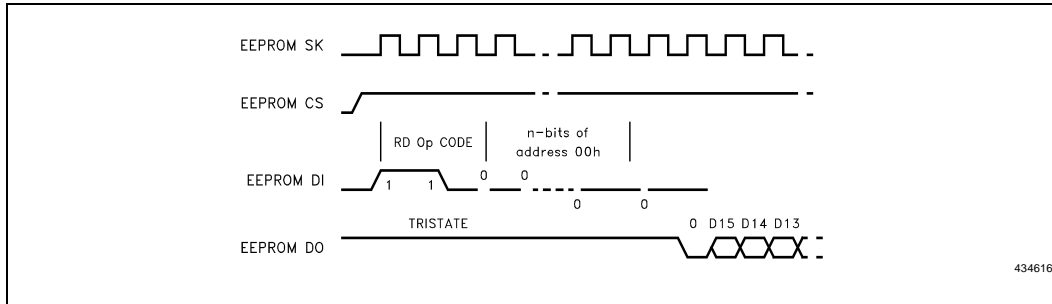 EEPROM SK
EEPROM CS
RD Op CODE
n-bits of
address 00h
EEPROM DI
1 1 0 0
0 0
TRISTATE
0 D15 D14 D13
EEPROM DO
434616